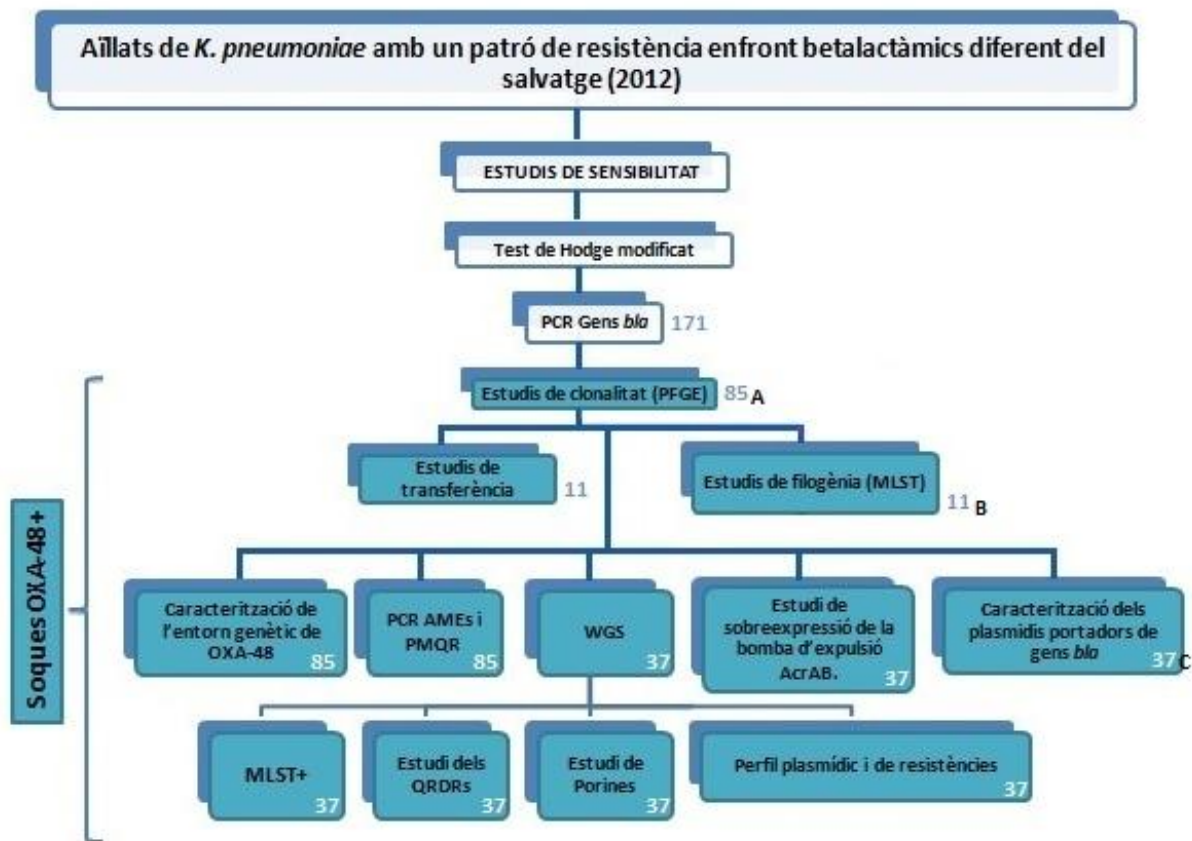 Aïllats de K. pneumoniae amb un patró de resistència enfront betalactàmics diferent del
salvatge (2012)
ESTUDIS DE SENSIBILITAT
Test de Hodge modificat
PCR Gens bla 171
Estudis de clonalitat (PFGE) 85 A
Estudis de
transferència
11
Estudis de filogènia (MLST)
11 B
Soques OXA-48+
Caracterització de
l'entorn genètic de
OXA-48
85
PCR AMEs i
PMQR
85
WGS
37
Estudi de
sobreexpressió de la
bomba d'expulsió
AcrAB.
37
Caracterització dels
plasmidis portadors de
gens bla
37 C
MLST+
37
Estudi dels
QRDRs
37
Estudi de
Porines
37
Perfil plasmídic i de resistències
37